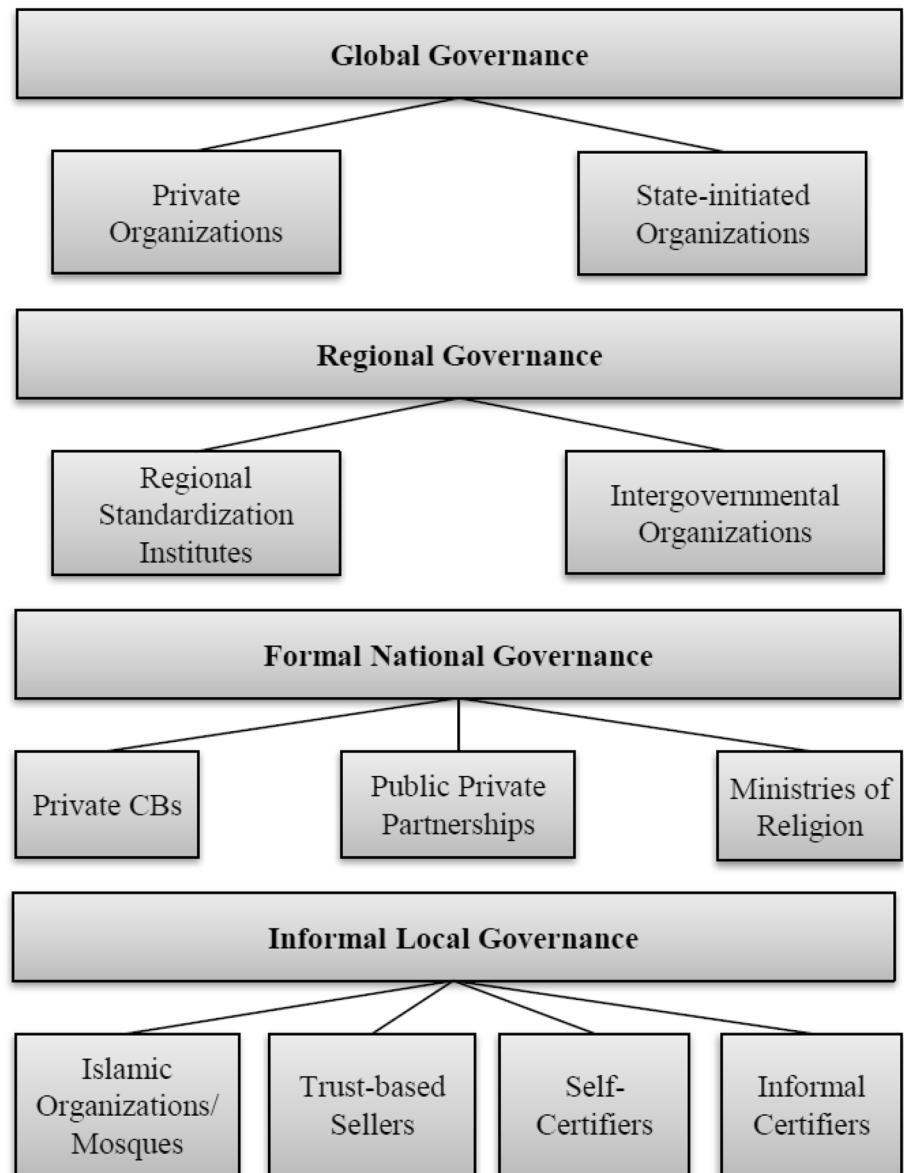 Global Governance
Private
Organizations
State-initiated
Organizations
Regional Governance
Regional
Standardization
Institutes
Intergovernmental
Organizations
Formal National Governance
Private CBs
Public Private
Partnerships
Ministries of
Religion
Informal Local Governance
Islamic
Organizations/
Mosques
Trust-based
Sellers
Self-
Certifiers
Informal
Certifiers